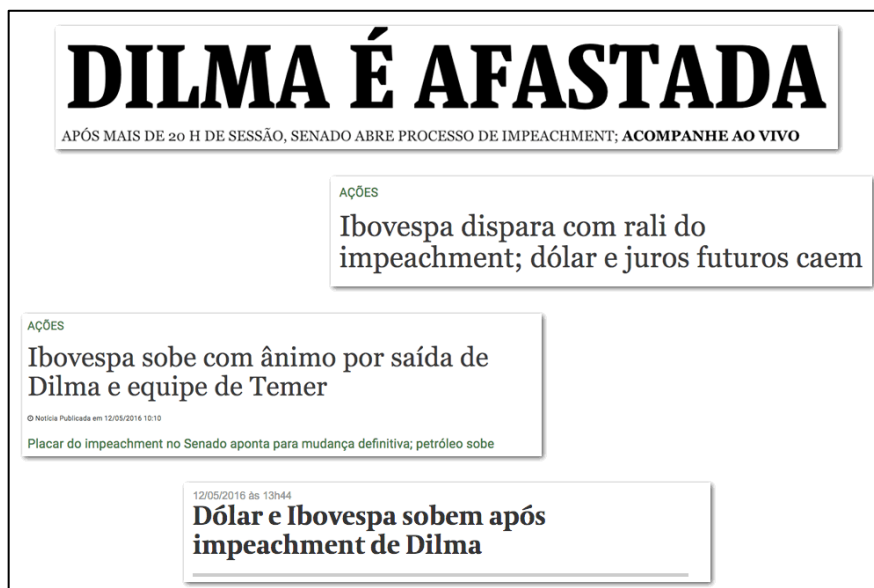 DILMA É AFASTADA
APÓS MAIS DE 20 H DE SESSÃO, SENADO ABRE PROCESSO DE IMPEACHMENT; ACOMPANHE AO VIVO
AÇÕES
Ibovespa dispara com rali do
impeachment; dólar e juros futuros caem
AÇÕES
Ibovespa sobe com ânimo por saída de
Dilma e equipe de Temer
Notícia Publicada em 12/05/2016 10:10
Placar do impeachment no Senado aponta para mudança definitiva; petróleo sobe
12/05/2016 às 13h44
Dólar e Ibovespa sobem após
impeachment de Dilma